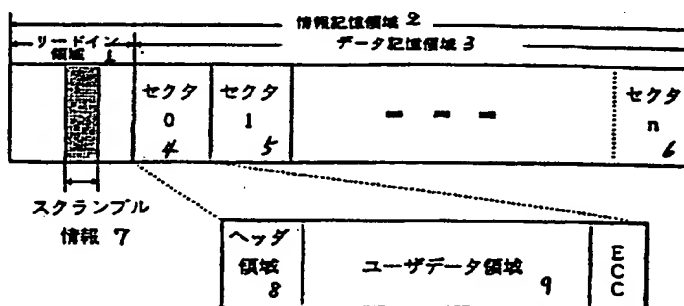 情報記憶領域 2
リードイン
領域 1
データ記憶領域 3
セクタ
0
4
セクタ
1
5
セクタ
n
6
スクランブル
情報 7
ヘッダ
領域
8
ユーザデータ領域
9
ECC